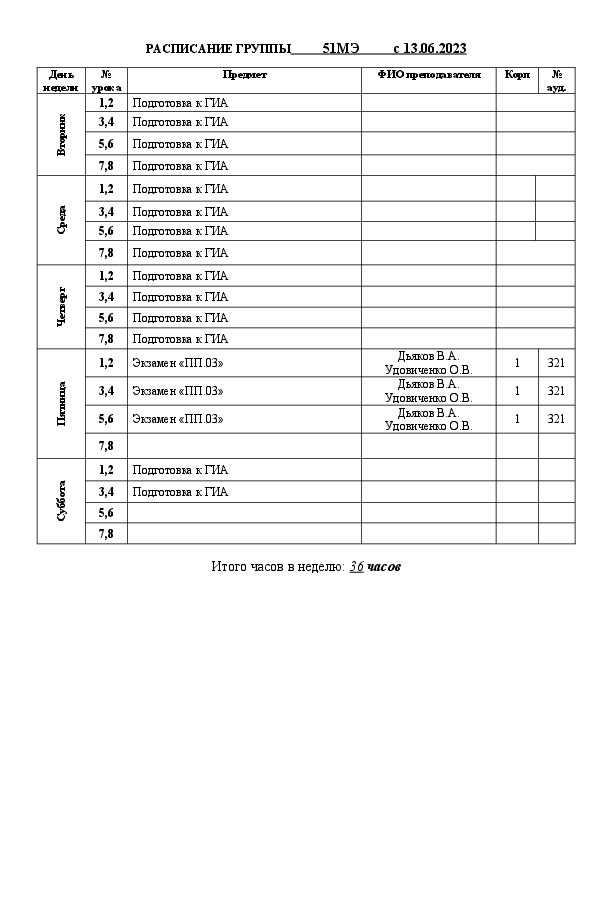 РАСПИСАНИЕ ГРУППЫ 51МЭ с 13.06.2023
День недели № урока Предмет ФИО преподавателя Корп № ауд.
Вторник
1,2 Подготовка к ГИА
3,4 Подготовка к ГИА
5,6 Подготовка к ГИА
7,8 Подготовка к ГИА
Среда
1,2 Подготовка к ГИА
3,4 Подготовка к ГИА
5,6 Подготовка к ГИА
7,8 Подготовка к ГИА
Четверг
1,2 Подготовка к ГИА
3,4 Подготовка к ГИА
5,6 Подготовка к ГИА
7,8 Подготовка к ГИА
Пятница
1,2 Экзамен «ПП.03» Дьяков В.А. Удовиченко О.В. 1 321
3,4 Экзамен «ПП.03» Дьяков В.А. Удовиченко О.В. 1 321
5,6 Экзамен «ПП.03» Дьяков В.А. Удовиченко О.В. 1 321
7,8
Суббота
1,2 Подготовка к ГИА
3,4 Подготовка к ГИА
5,6
7,8
Итого часов в неделю: 36 часов